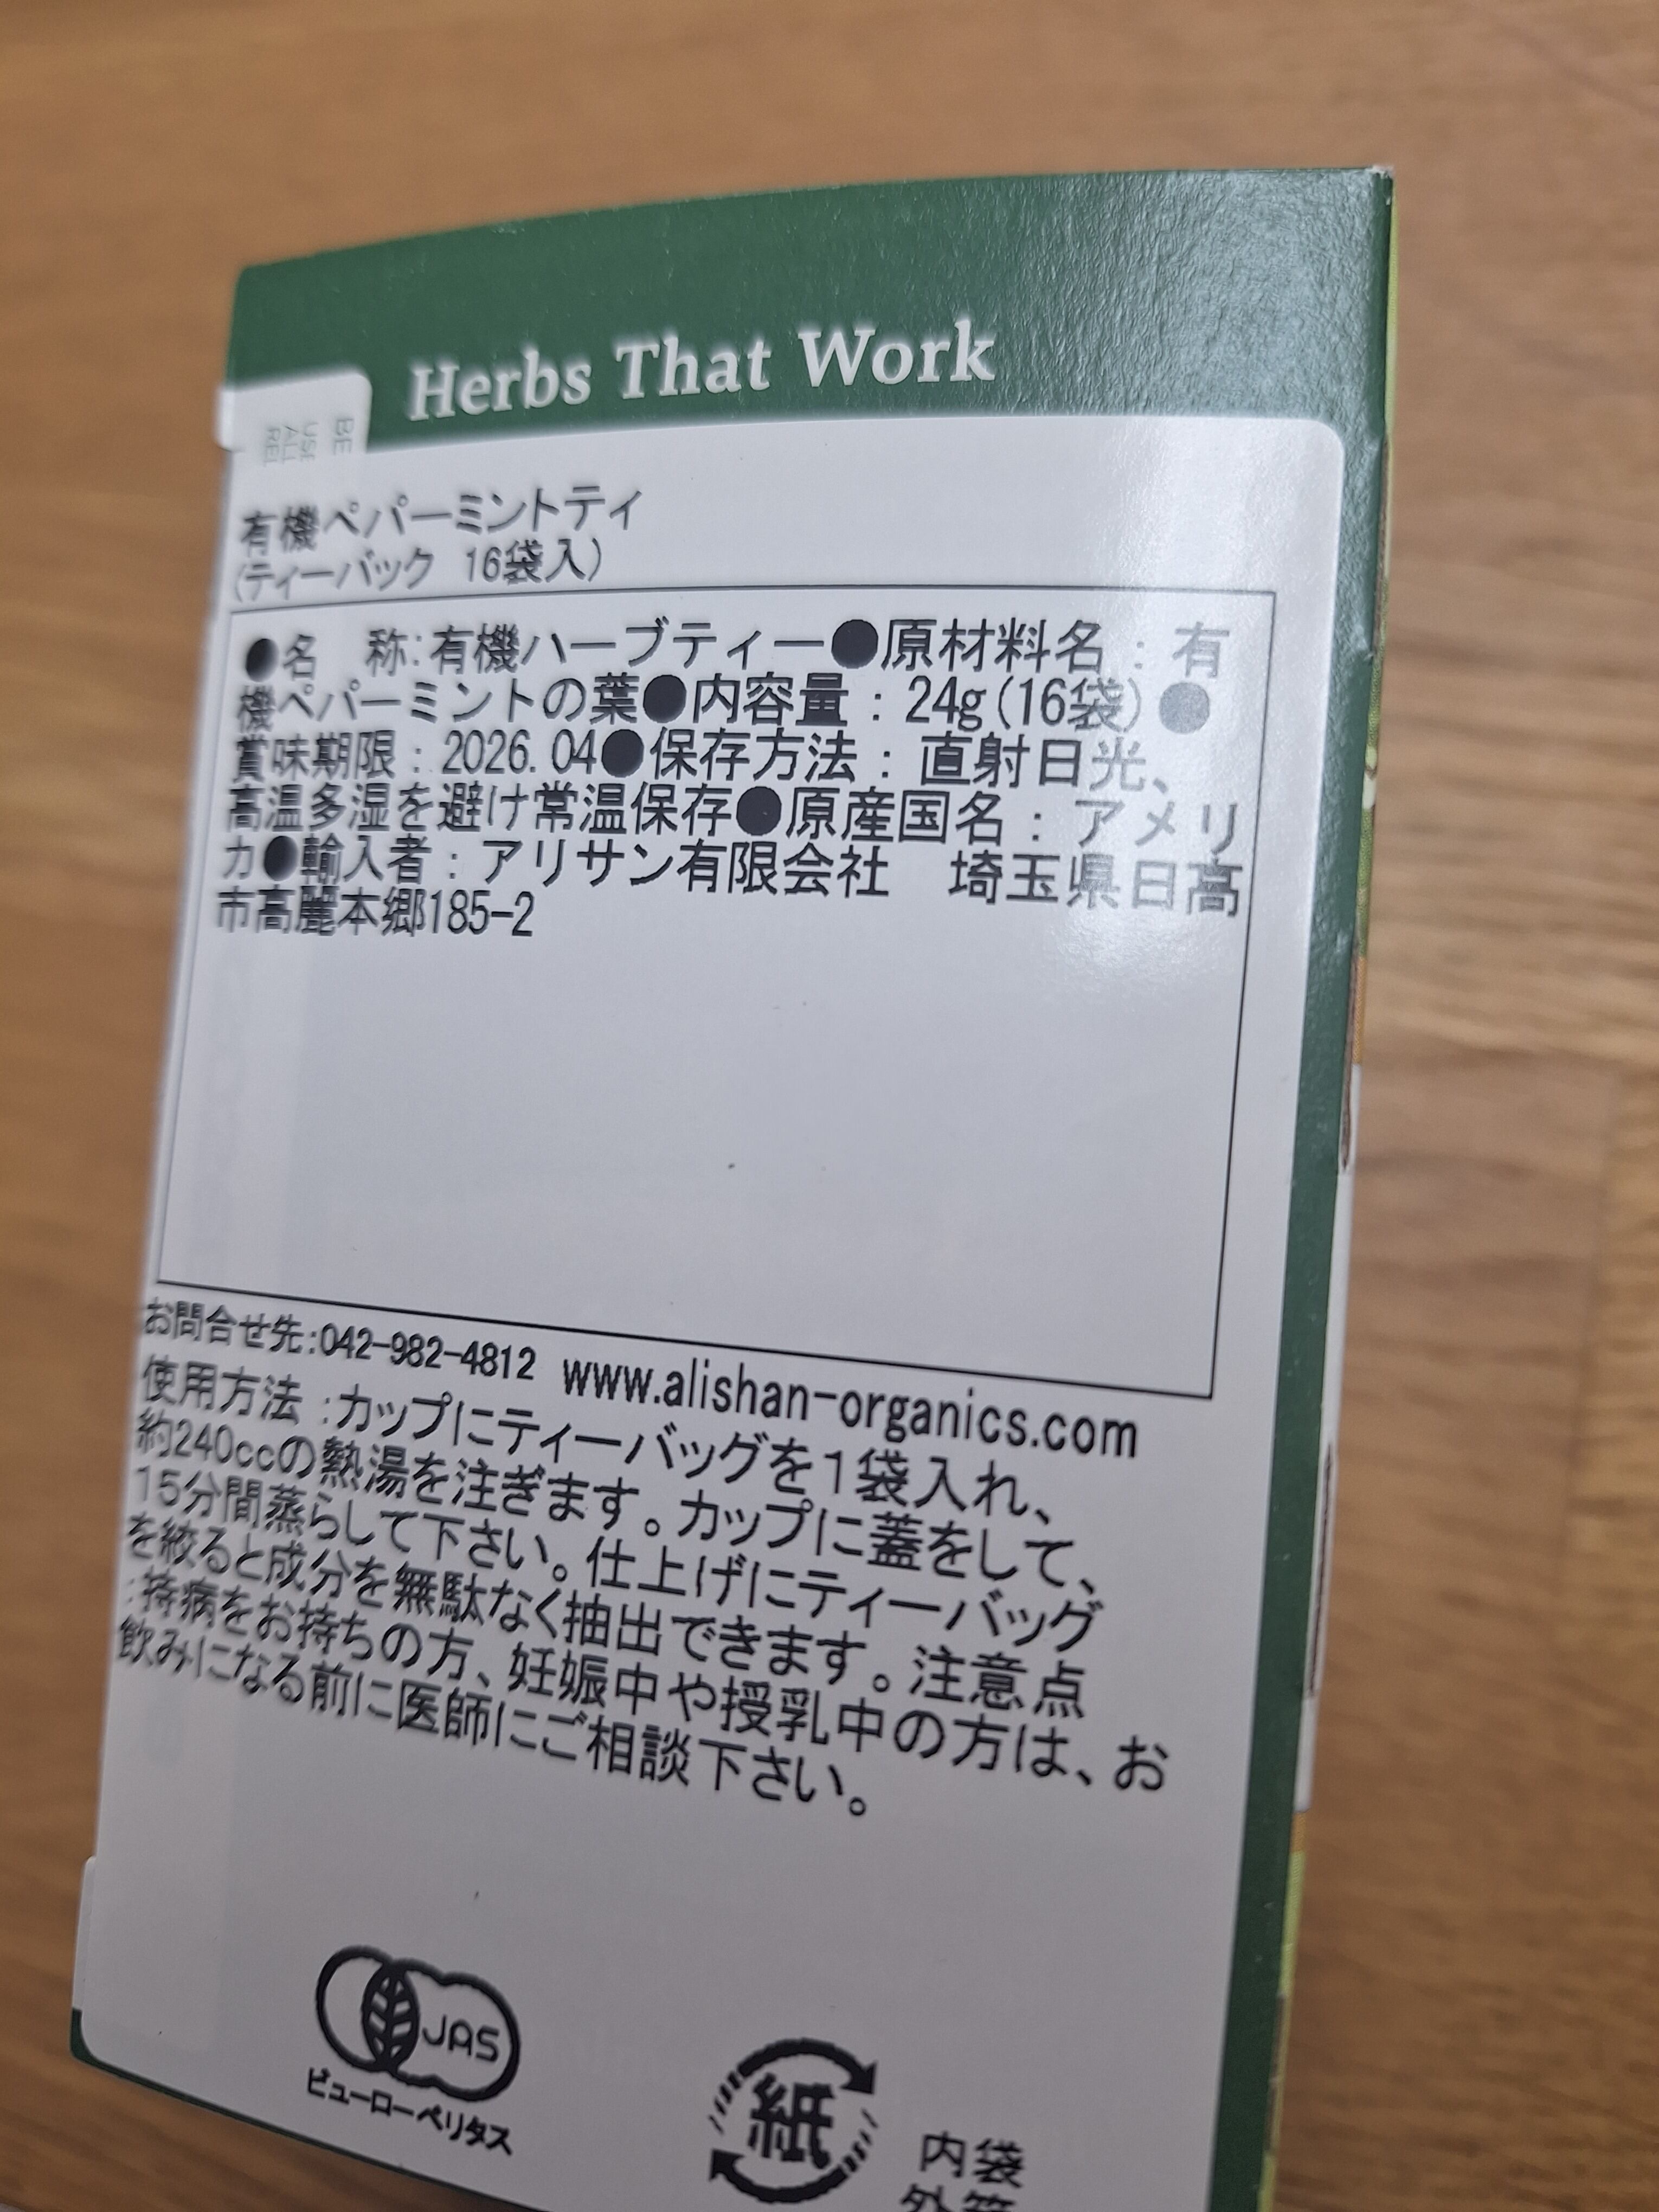 Herbs That Work
有機ペパーミントティ
(ティーバック 16袋入)
●名 称:有機ハーブティー●原材料名:有
機ペパーミントの葉●内容量:24g(16袋)●
賞味期限:2026.04●保存方法:直射日光、
高温多湿を避け常温保存●原産国名:アメリ
カ●輸入者:アリサン有限会社 埼玉県日高
市高麗本郷185-2
お問合せ先:042-982-4812 www.alishan-organics.com
使用方法:カップにティーバッグを1袋入れ、
約240ccの熱湯を注ぎます。カップに蓋をして、
15分間蒸らして下さい。仕上げにティーバッグ
を絞ると成分を無駄なく抽出できます。注意点
:持病をお持ちの方、妊娠中や授乳中の方は、お
飲みになる前に医師にご相談下さい。
JAS
ビューローベリタス
紙
内袋